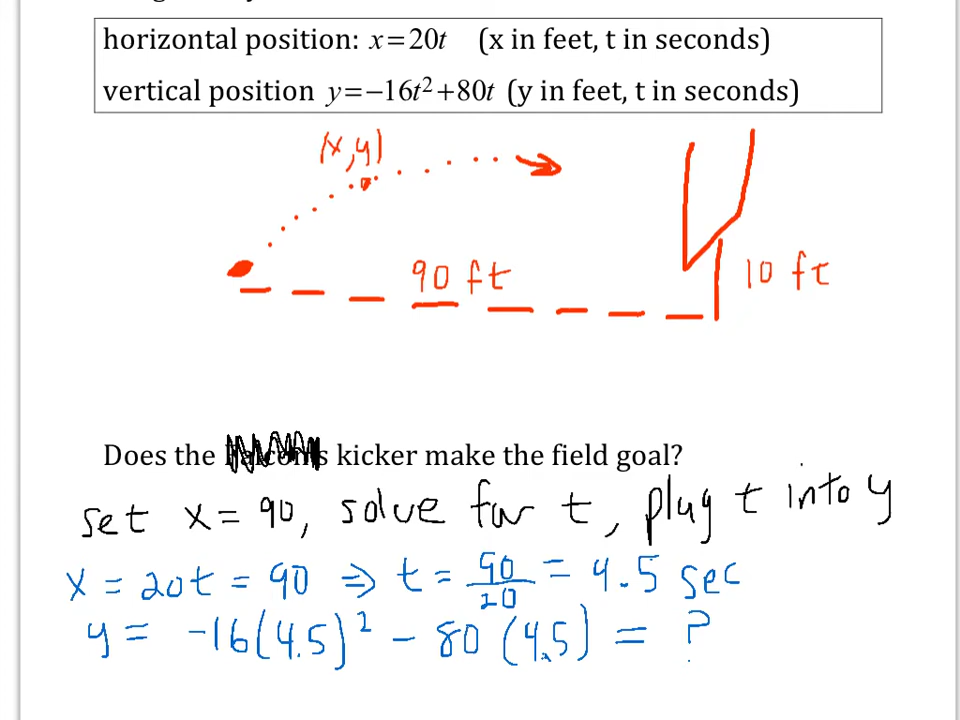 horizontal position: x=20t (x in feet, t in seconds)
vertical position y=−16t²+80t (y in feet, t in seconds)
(x,y)
90 ft
10 ft
Does the Falcons kicker make the field goal?
set x = 90, solve for t, plug t into y
x = 20t = 90 ⇒ t = 90/20 = 4.5 sec
y = -16(4.5)² - 80(4.5) = ?